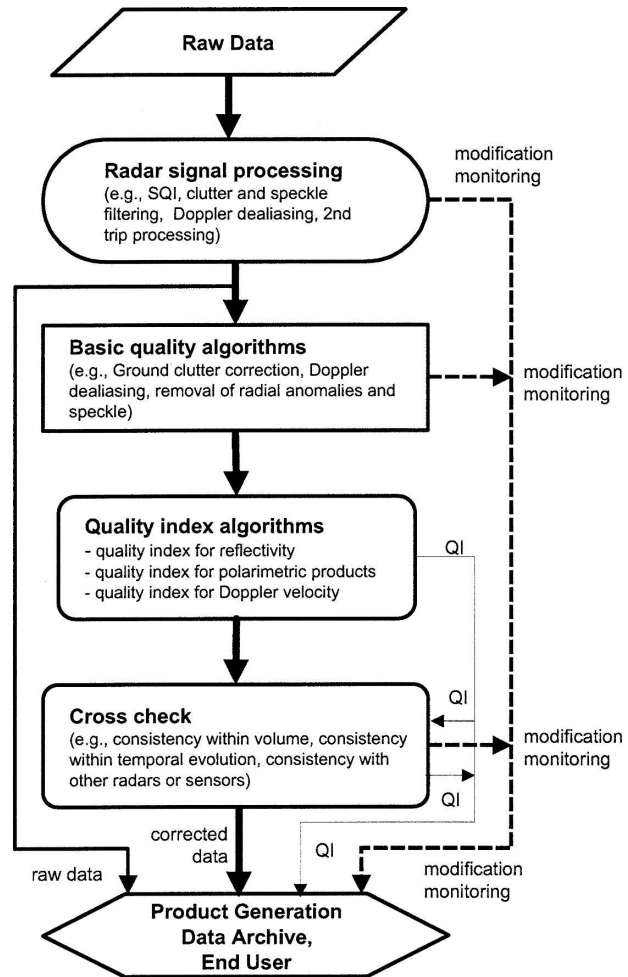 Raw Data
Radar signal processing
(e.g., SQI, clutter and speckle
filtering, Doppler dealiasing, 2nd
trip processing)
modification
monitoring
Basic quality algorithms
(e.g., Ground clutter correction, Doppler
dealiasing, removal of radial anomalies and
speckle)
modification
monitoring
Quality index algorithms
- quality index for reflectivity
- quality index for polarimetric products
- quality index for Doppler velocity
QI
QI
Cross check
(e.g., consistency within volume, consistency
within temporal evolution, consistency with
other radars or sensors)
modification
monitoring
QI
corrected
data
QI
raw data
modification
monitoring
Product Generation
Data Archive,
End User